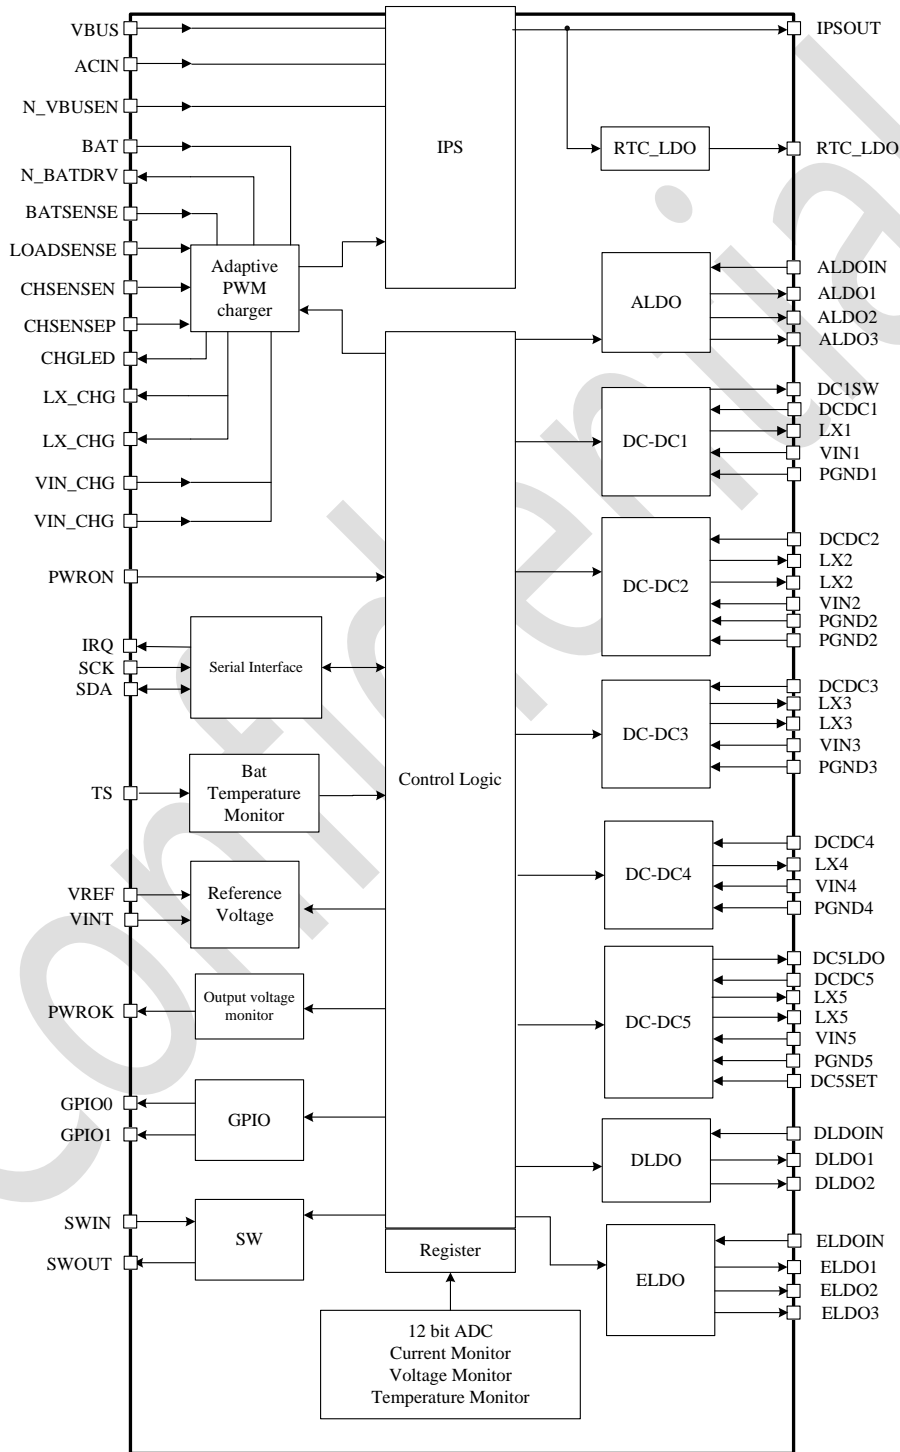 VBUS
ACIN
N_VBUSEN
BAT
N_BATDRV
BATSENSE
LOADSENSE
CHSENSEN
CHSENSEP
CHGLED
LX_CHG
LX_CHG
VIN_CHG
VIN_CHG
PWRON
IRQ
SCK
SDA
TS
VREF
VINT
PWROK
GPIO0
GPIO1
SWIN
SWOUT
Adaptive
PWM
charger
Serial Interface
Bat
Temperature
Monitor
Reference
Voltage
Output voltage
monitor
GPIO
SW
IPS
Control Logic
Register
12 bit ADC
Current Monitor
Voltage Monitor
Temperature Monitor
RTC_LDO
ALDO
DC-DC1
DC-DC2
DC-DC3
DC-DC4
DC-DC5
DLDO
ELDO
IPSOUT
RTC_LDO
ALDOIN
ALDO1
ALDO2
ALDO3
DC1SW
DCDC1
LX1
VIN1
PGND1
DCDC2
LX2
LX2
VIN2
PGND2
PGND2
DCDC3
LX3
LX3
VIN3
PGND3
DCDC4
LX4
VIN4
PGND4
DC5LDO
DCDC5
LX5
LX5
VIN5
PGND5
DC5SET
DLDOIN
DLDO1
DLDO2
ELDOIN
ELDO1
ELDO2
ELDO3
Confidential